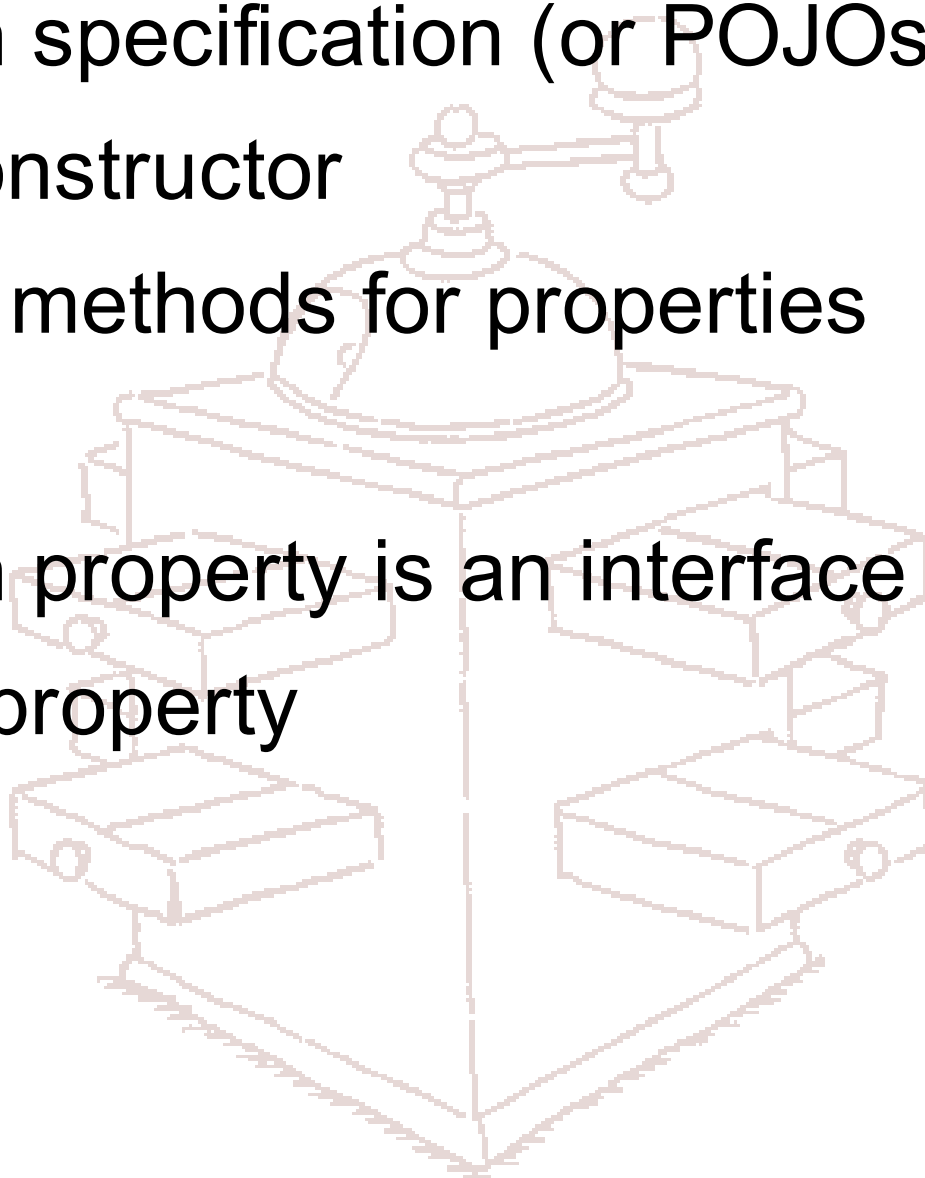 n specification (or POJOs
onstructor
methods for properties
n property is an interface
property